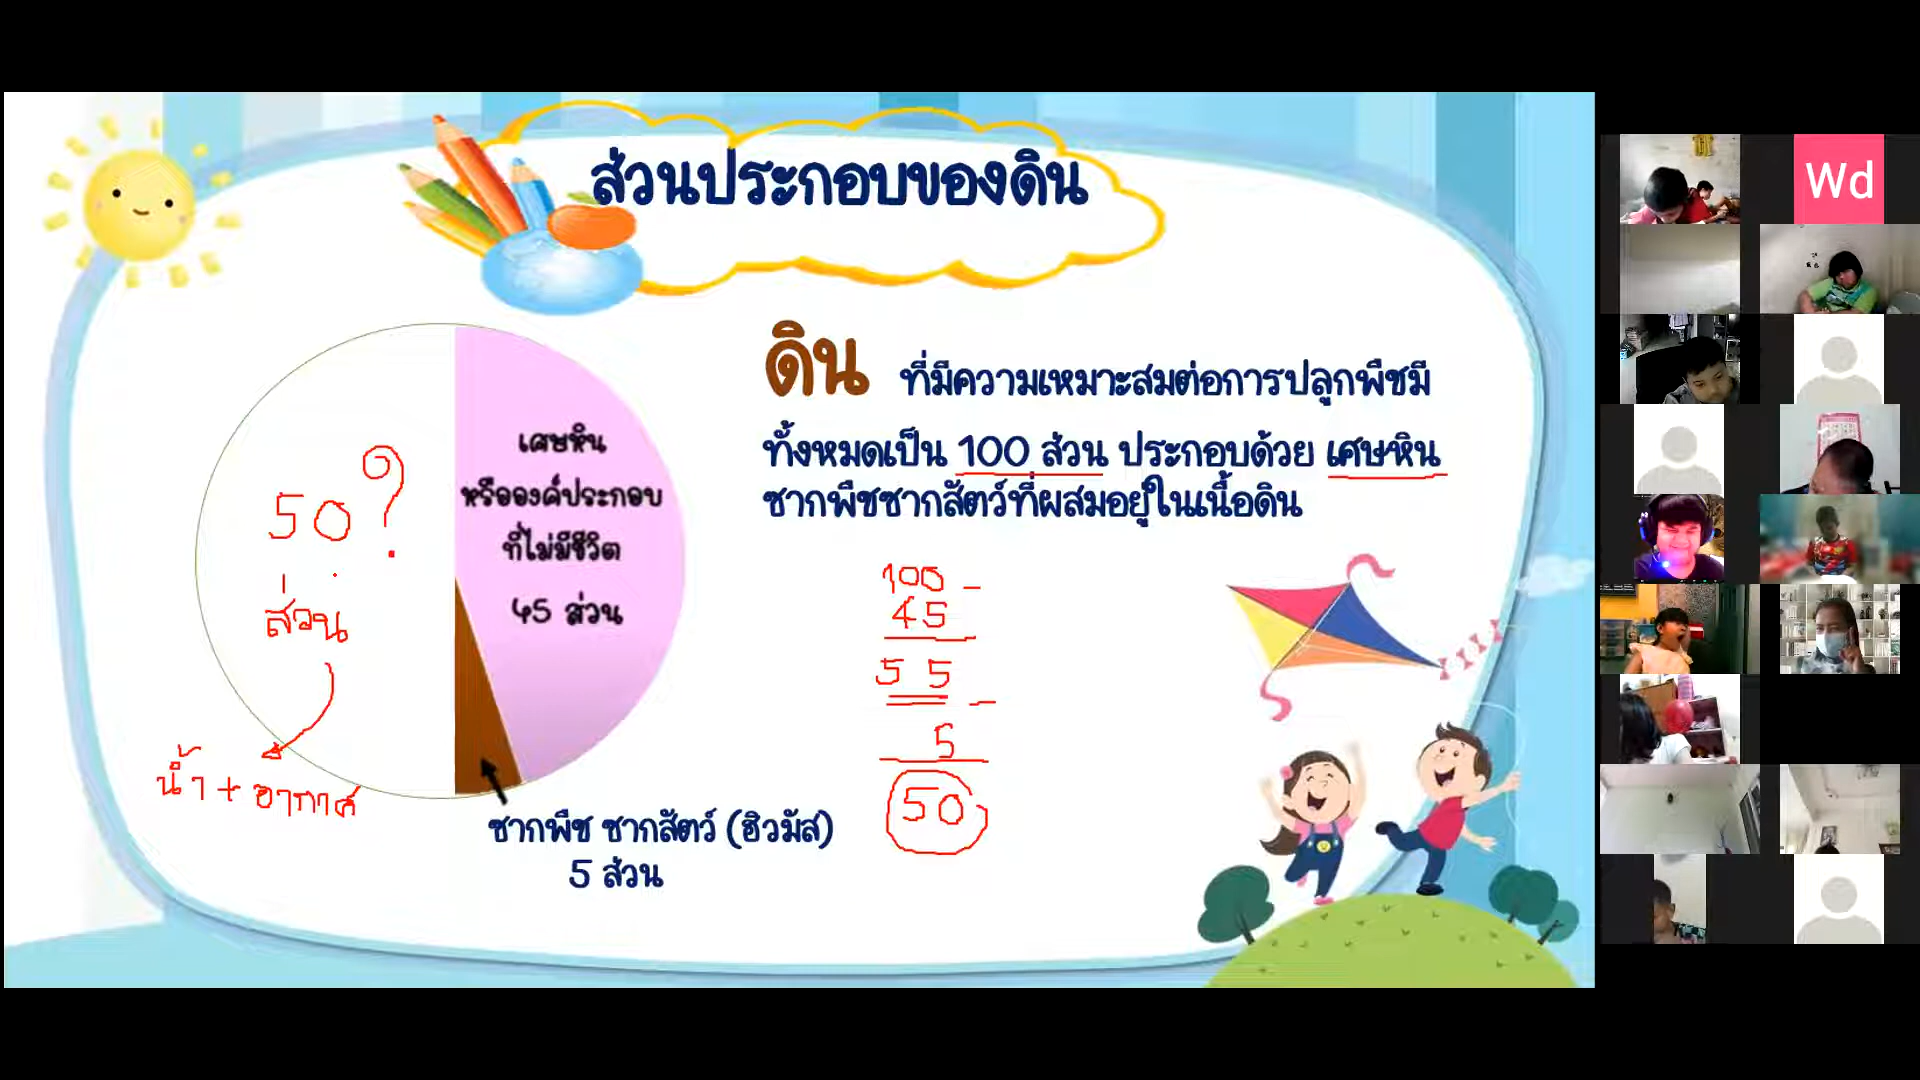 ส่วนประกอบของดิน
ดิน ที่มีความเหมาะสมต่อการปลูกพืชมี
ทั้งหมดเป็น 100 ส่วน ประกอบด้วย เศษหิน
ซากพืชซากสัตว์ที่ผสมอยู่ในเนื้อดิน
เศษหิน
หรือองค์ประกอบ
ที่ไม่มีชีวิต
45 ส่วน
50 ?
ส่วน
น้ำ + อากาศ
ซากพืช ซากสัตว์ (ฮิวมัส)
5 ส่วน
100 -
45
55 -
5
50
Wd